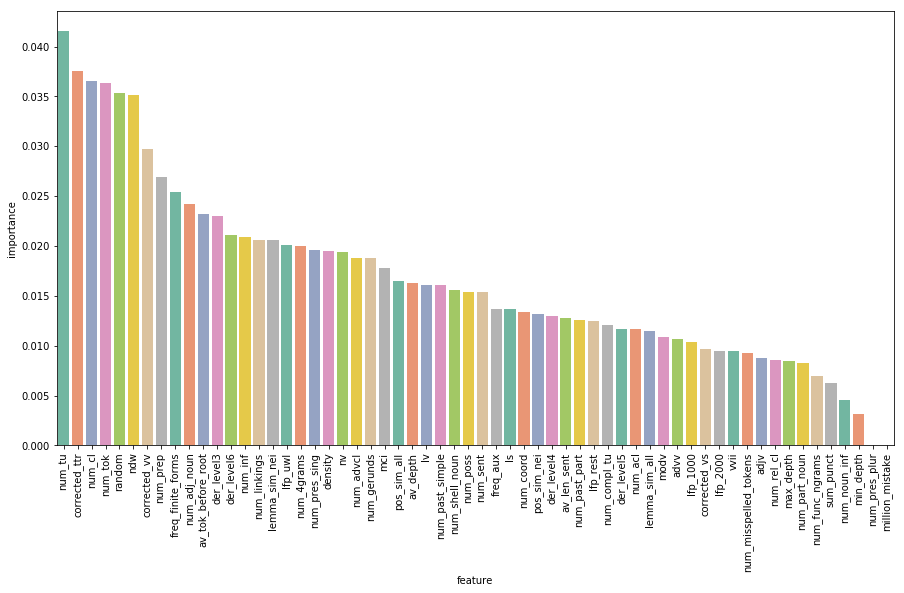 0.040
0.035
0.030
0.025
0.020
0.015
0.010
0.005
0.000
importance
num_tu
corrected_ttr
num_cl
num_tok
random
ndw
corrected_vv
num_prep
freq_finite_forms
num_adj_noun
av_tok_before_root
der_level3
der_level6
num_inf
num_linkings
lemma_sim_nei
lfp_uwl
num_4grams
num_pres_sing
density
nv
num_advcl
num_gerunds
mci
pos_sim_all
av_depth
lv
num_past_simple
num_shell_noun
num_poss
num_sent
freq_aux
ls
num_coord
pos_sim_nei
der_level4
av_len_sent
num_past_part
lfp_rest
num_compl_tu
der_level5
num_acl
lemma_sim_all
modv
advv
lfp_1000
corrected_vs
lfp_2000
vvii
num_misspelled_tokens
adjv
num_rel_cl
max_depth
num_part_noun
num_func_ngrams
sum_punct
num_noun_inf
min_depth
num_pres_plur
million_mistake
feature